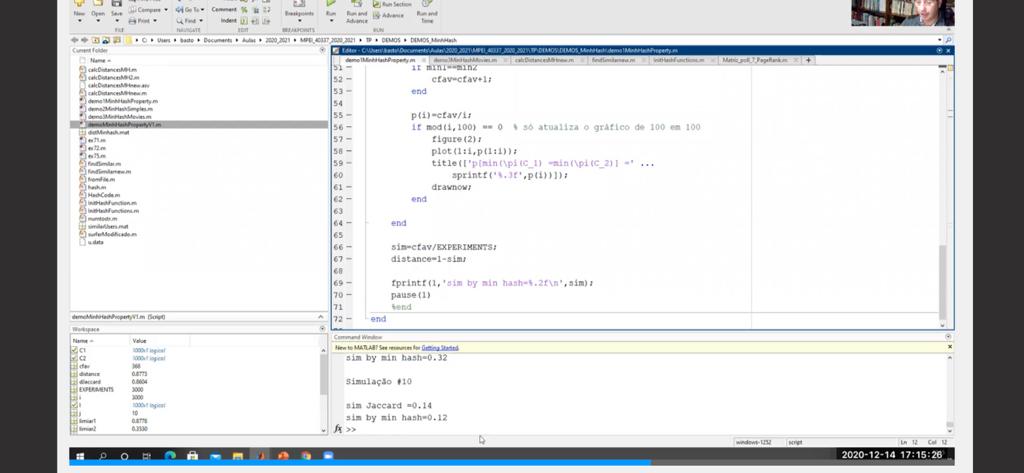 New Open Save Compare Print Go To Find Comment Indent Breakpoints Run Run and Advance Run Section Advance Run and Time
FILE NAVIGATE EDIT BREAKPOINTS RUN
C: Users basto Documents Aulas 2020_2021 MPEI_40337_2020_2021 TP DEMOS DEMOS_MinHash
Current Folder
Name
calcDistancesMH.m
calcDistancesMH2.m
calcDistancesMHnew.asv
calcDistancesMHnew.m
demo1MinHashProperty.m
demo2MinHashSimples.m
demo3MinHashMovies.m
demoMinHashPropertyV1.m
distMinhash.mat
ex71.m
ex72.m
ex75.m
findSimilar.m
findSimilarnew.m
fromFile.m
hash.m
HashCode.m
InitHashFunction.m
InitHashFunctions.m
numtostr.m
similarUsers.mat
surferModificado.m
u.data
demoMinHashPropertyV1.m (Script)
Workspace
Name Value
C1 1000x1 logical
C2 1000x1 logical
cfav 368
distance 0.8773
dJaccard 0.8604
EXPERIMENTS 3000
i 3000
I 1000x1 logical
j 10
limiar1 0.8776
limiar2 0.3530
Editor - C:\Users\basto\Documents\Aulas\2020_2021\MPEI_40337_2020_2021\TP\DEMOS\DEMOS_MinHash\demo1MinHashProperty.m
demo1MinHashProperty.m demo3MinHashMovies.m calcDistancesMHnew.m findSimilarnew.m InitHashFunctions.m Matric_poll_7_PageRank.m +
51 if min1==min2
52 cfav=cfav+1;
53 end
54
55 p(i)=cfav/i;
56 if mod(i,100) == 0 % só atualiza o gráfico de 100 em 100
57 figure(2);
58 plot(1:i,p(1:i));
59 title(['p[min(\pi(C_1) =min(\pi(C_2)] =' ...
60 sprintf('%.3f',p(i))]);
61 drawnow;
62 end
63
64 end
65
66 sim=cfav/EXPERIMENTS;
67 distance=1-sim;
68
69 fprintf(1,'sim by min hash=%.2f\n',sim);
70 pause(1)
71 %end
72 end
Command Window
New to MATLAB? See resources for Getting Started.
sim by min hash=0.32
Simulação #10
sim Jaccard =0.14
sim by min hash=0.12
fx >>
windows-1252 script Ln 12 Col 12
2020-12-14 17:15:26